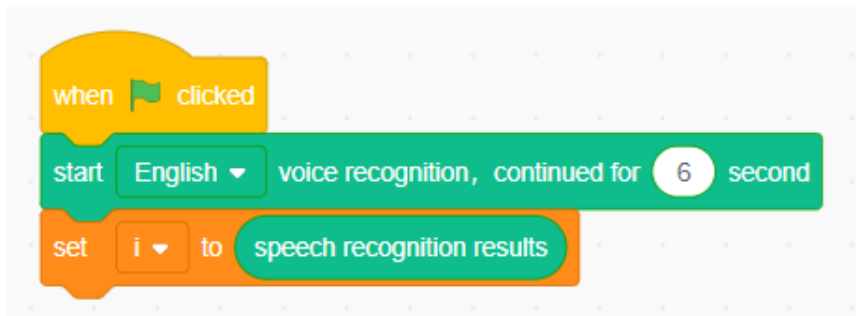 when clicked
start English voice recognition, continued for 6 second
set i to speech recognition results